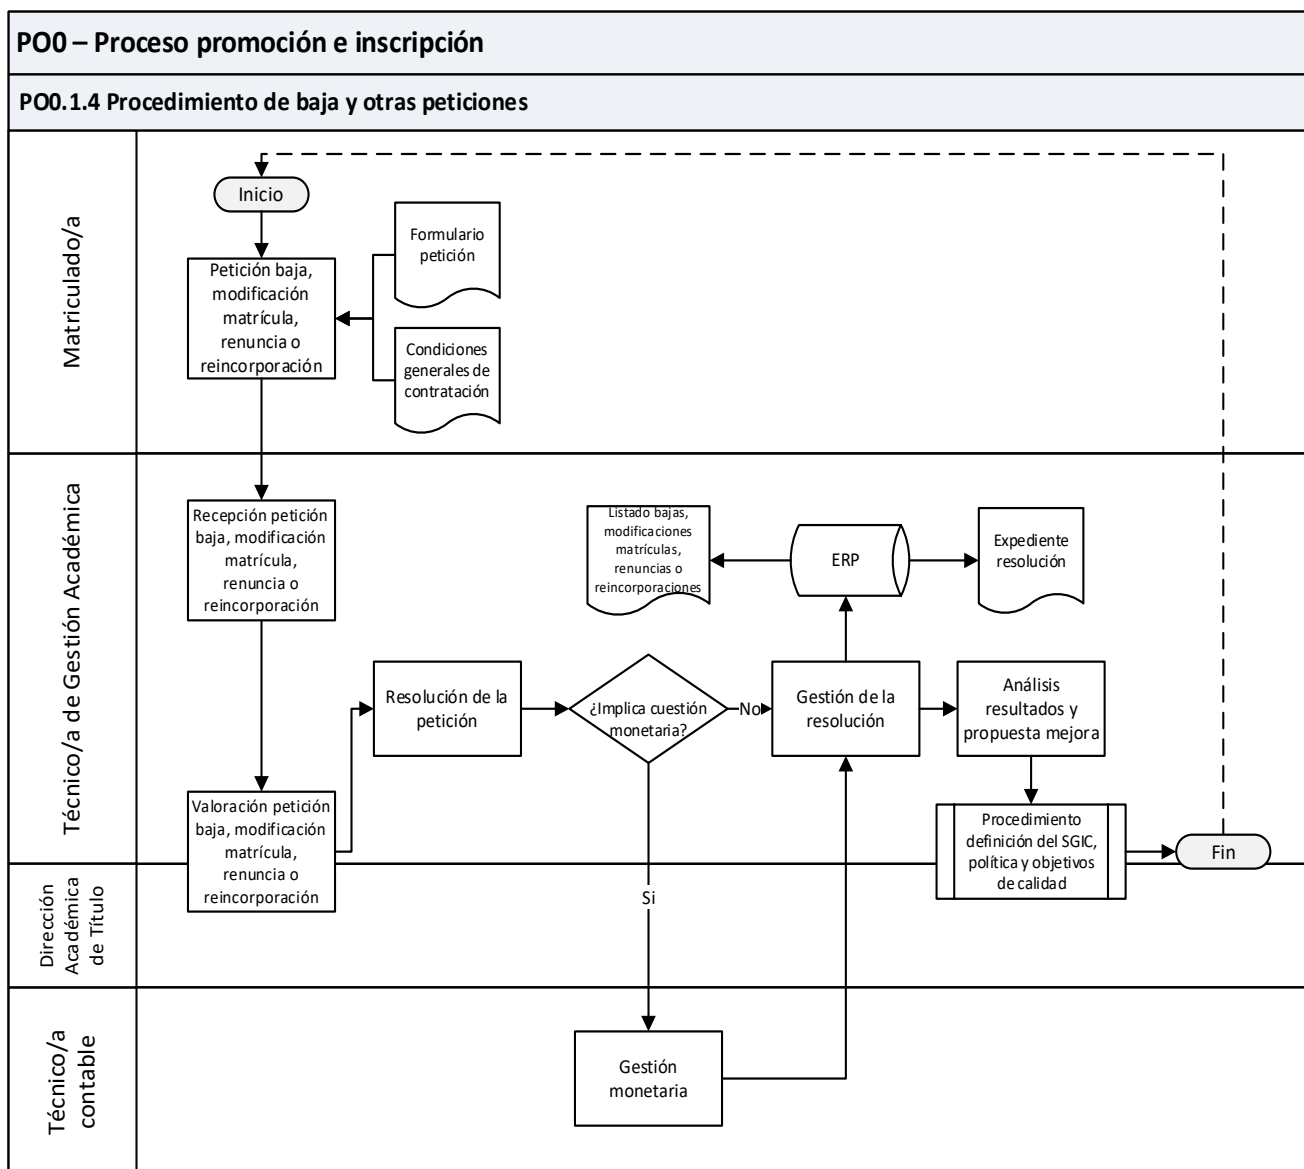 PO0 – Proceso promoción e inscripción
PO0.1.4 Procedimiento de baja y otras peticiones
Matriculado/a
Inicio
Petición baja,
modificación
matrícula,
renuncia o
reincorporación
Formulario
petición
Condiciones
generales de
contratación
Técnico/a de Gestión Académica
Recepción petición
baja, modificación
matrícula,
renuncia o
reincorporación
Listado bajas,
modificaciones
matrículas,
renuncias o
reincorporaciones
ERP
Expediente
resolución
Resolución de la
petición
¿Implica cuestión
monetaria?
No
Gestión de la
resolución
Análisis
resultados y
propuesta mejora
Valoración petición
baja, modificación
matrícula,
renuncia o
reincorporación
Procedimiento
definición del SGIC,
política y objetivos
de calidad
Fin
Dirección
Académica
de Título
Si
Técnico/a
contable
Gestión
monetaria